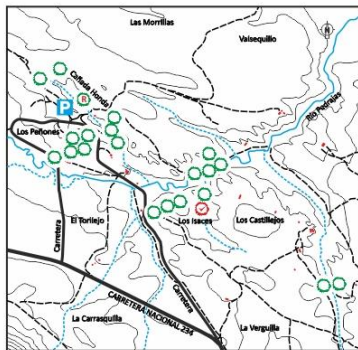 Las Morrillas
Valsequillo
N
Cañada Honda
R
P
Río Pedrajas
Los Peñones
El Torilejo
Los Isaces
Los Castillejos
Carretera
Carretera
CARRETERA NACIONAL 234
La Carrasquilla
La Verguilla